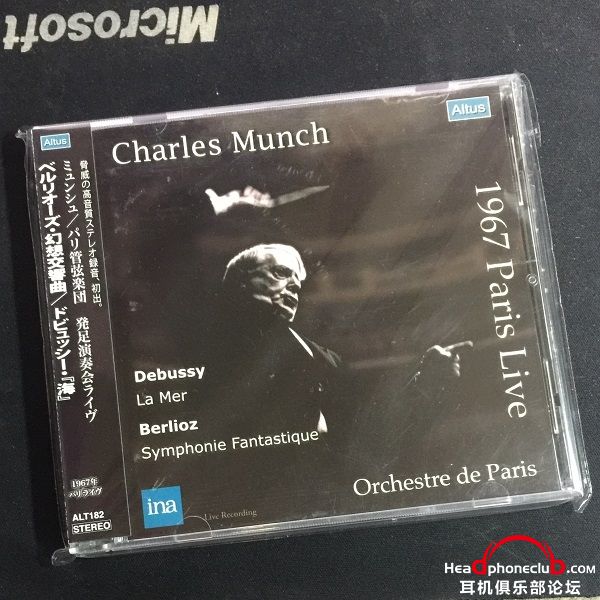 Microsoft
Altus
脅威の高音質ステレオ録音、初出。
ミュンシュ/パリ管弦楽団 発足演奏会ライヴ
ベルリオーズ・幻想交響曲/ドビュッシー・『海』
1967年
パリライヴ
ALT182
STEREO
Charles Munch
Altus
1967 Paris Live
Debussy
La Mer
Berlioz
Symphonie Fantastique
Orchestre de Paris
ina
Live Recording
Headphoneclub.com
耳机俱乐部论坛